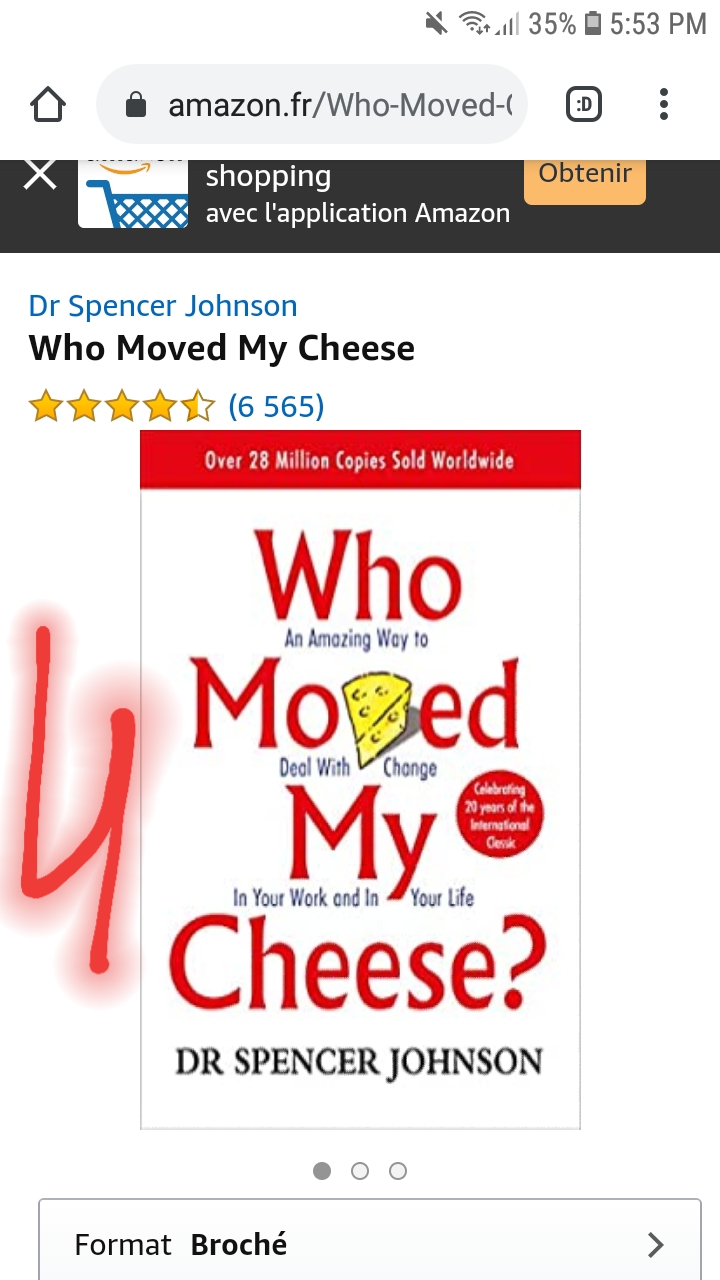 35% 5:53 PM
amazon.fr/Who-Moved-
:D
shopping
Obtenir
avec l'application Amazon
Dr Spencer Johnson
Who Moved My Cheese
(6 565)
Over 28 Million Copies Sold Worldwide
Who
An Amazing Way to
Moved
Deal With Change
My
Celebrating
20 years of the
International
Classic
In Your Work and In Your Life
Cheese?
DR SPENCER JOHNSON
4
Format Broché